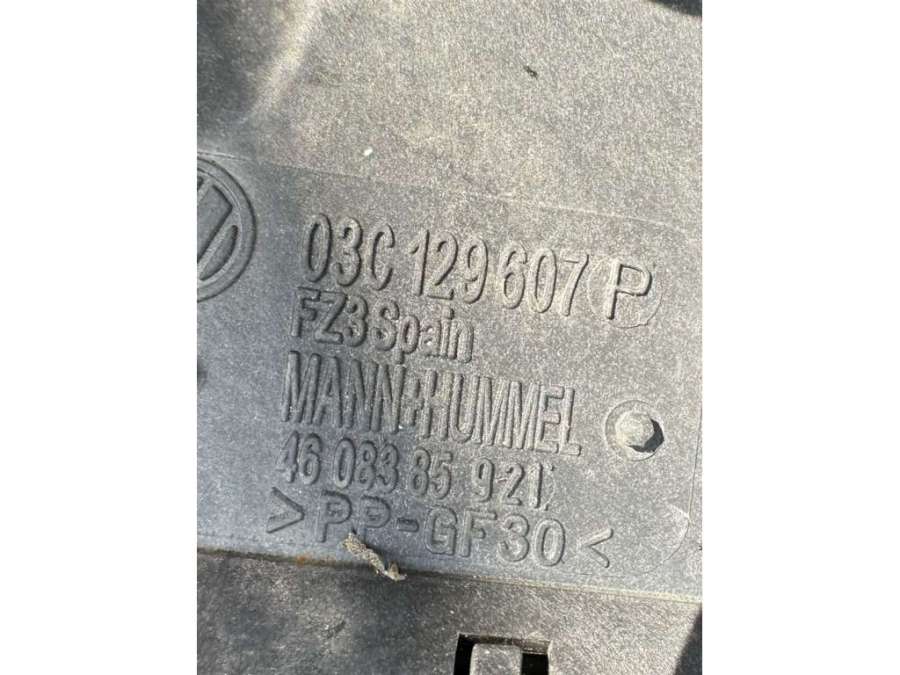 03C 129 607 P
FZ3 Spain
MANN+HUMMEL
46 083 85 921
>PP-GF30<